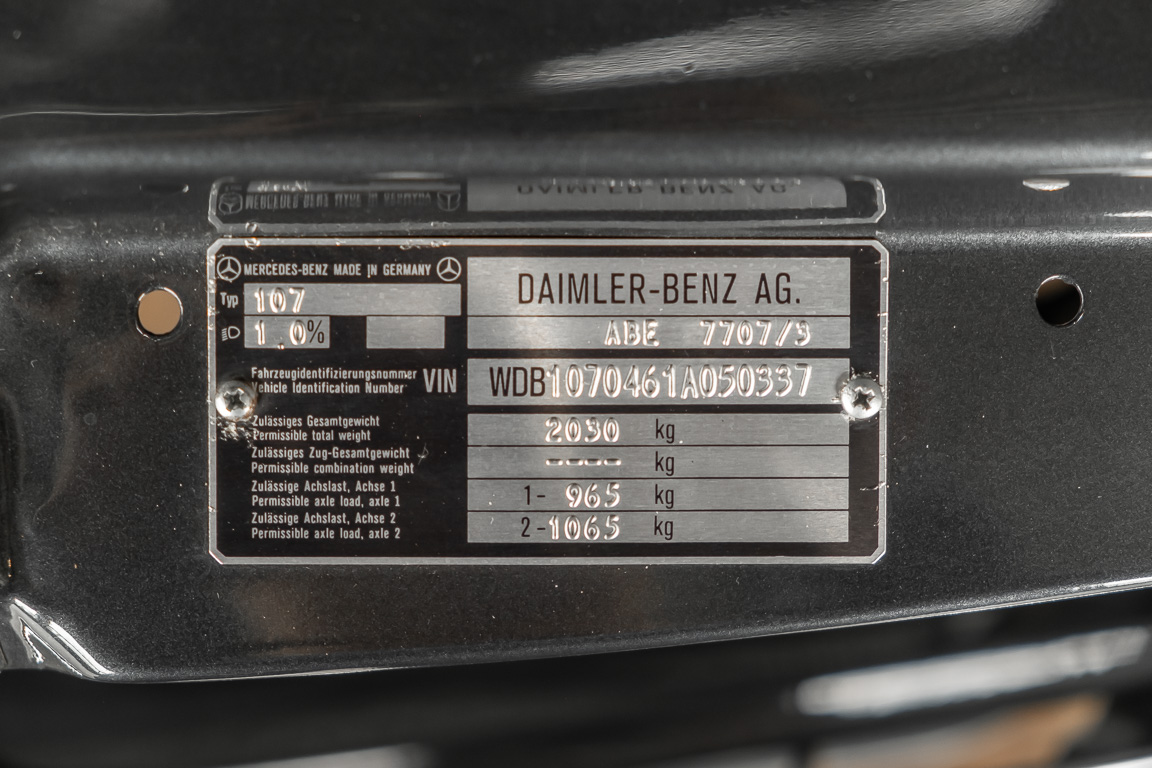 MERCEDES-BENZ MADE IN GERMANY
DAIMLER-BENZ AG.
Typ 107
1.0%
ABE 7707/3
Fahrzeugidentifizierungsnummer
Vehicle Identification Number
VIN
WDB1070461A050337
Zulässiges Gesamtgewicht
Permissible total weight
2030 kg
Zulässiges Zug-Gesamtgewicht
Permissible combination weight
---- kg
Zulässige Achslast, Achse 1
Permissible axle load, axle 1
1- 965 kg
Zulässige Achslast, Achse 2
Permissible axle load, axle 2
2-1065 kg